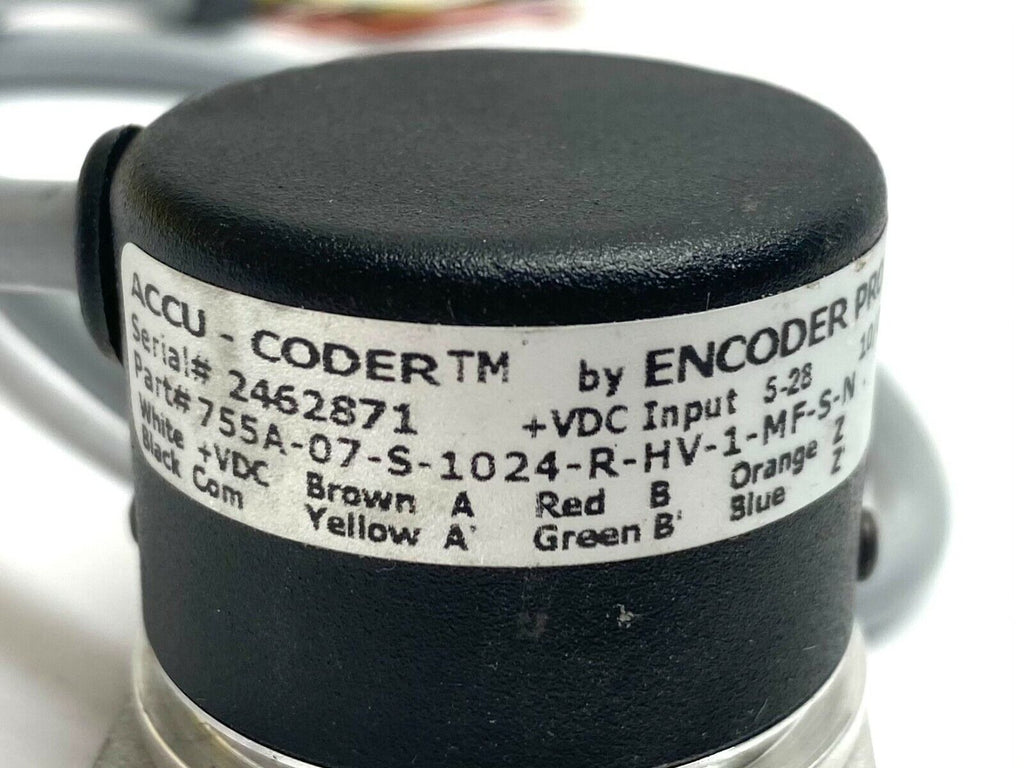 ACCU - CODER™ by ENCODER
Serial# 2462871 +VDC Input 5-28
Part# 755A-07-S-1024-R-HV-1-MF-S-N
White +VDC Brown A Red B Orange Z
Black Com Yellow A' Green B' Blue Z'